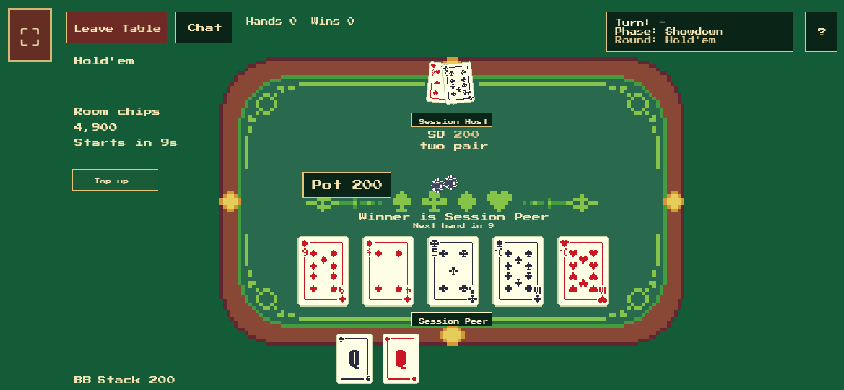 Leave Table
Chat
Hands 0 Wins 0
Turn: -
Phase: Showdown
Round: Hold'em
?
Hold'em
Room chips
4,900
Starts in 9s
Top up
Session Host
SD 200
two pair
Pot 200
Winner is Session Peer
Next hand in 9
Session Peer
Q
Q
BB Stack 200